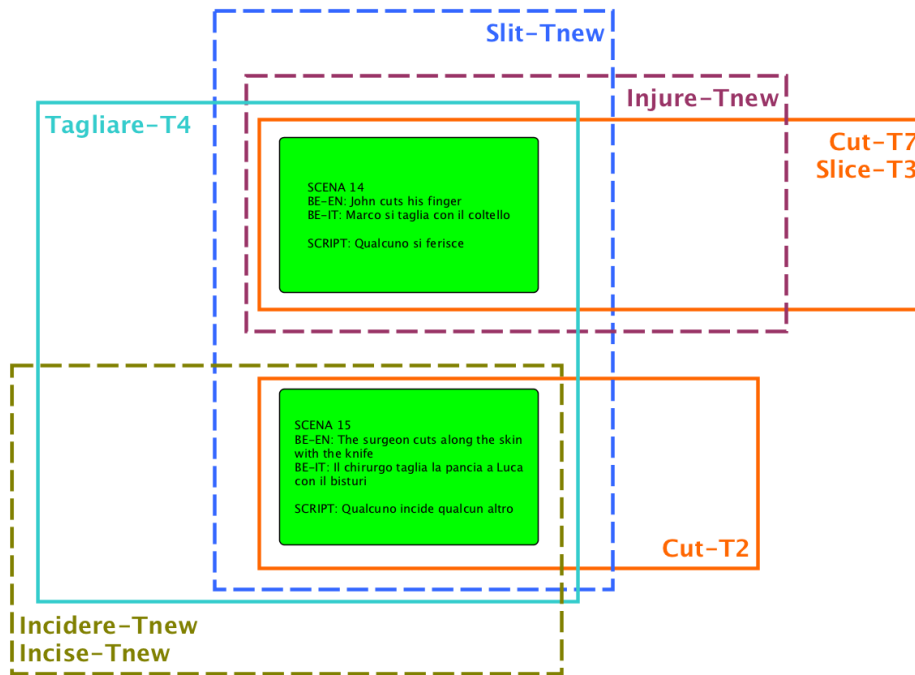 Slit-Tnew
Injure-Tnew
Tagliare-T4
Cut-T7
Slice-T3
SCENA 14
BE-EN: John cuts his finger
BE-IT: Marco si taglia con il coltello
SCRIPT: Qualcuno si ferisce
SCENA 15
BE-EN: The surgeon cuts along the skin
with the knife
BE-IT: Il chirurgo taglia la pancia a Luca
con il bisturi
SCRIPT: Qualcuno incide qualcun altro
Cut-T2
Incidere-Tnew
Incise-Tnew